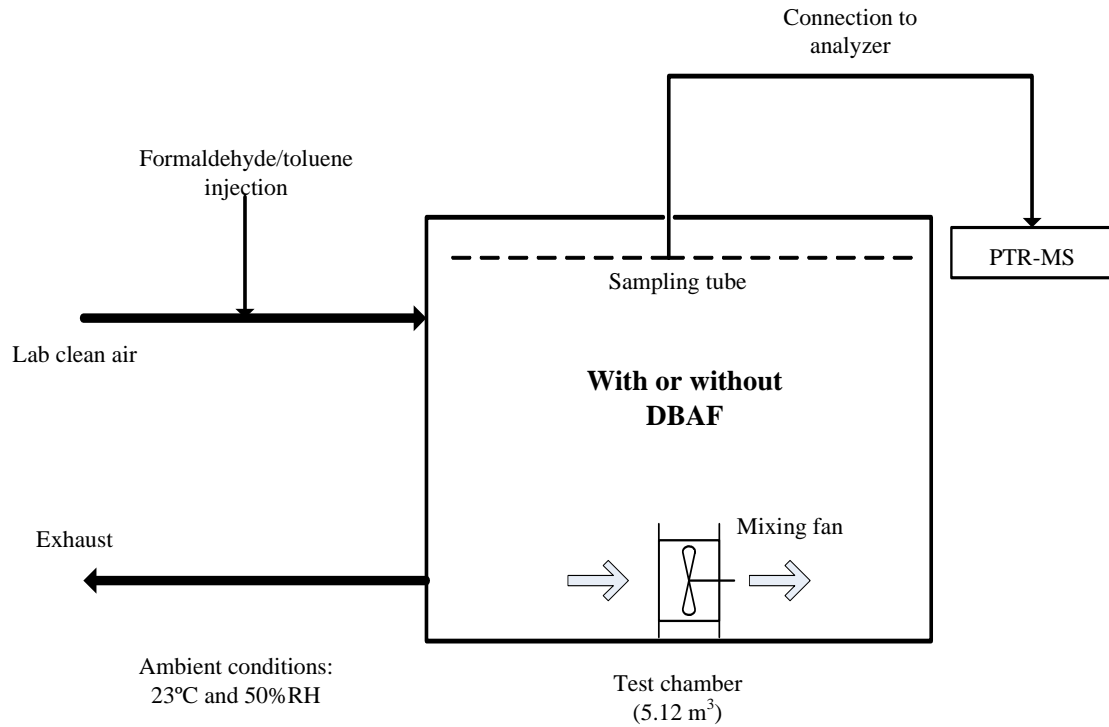 Connection to
analyzer
Formaldehyde/toluene
injection
PTR-MS
Sampling tube
Lab clean air
With or without
DBAF
Mixing fan
Exhaust
Ambient conditions:
23ºC and 50%RH
Test chamber
(5.12 m³)